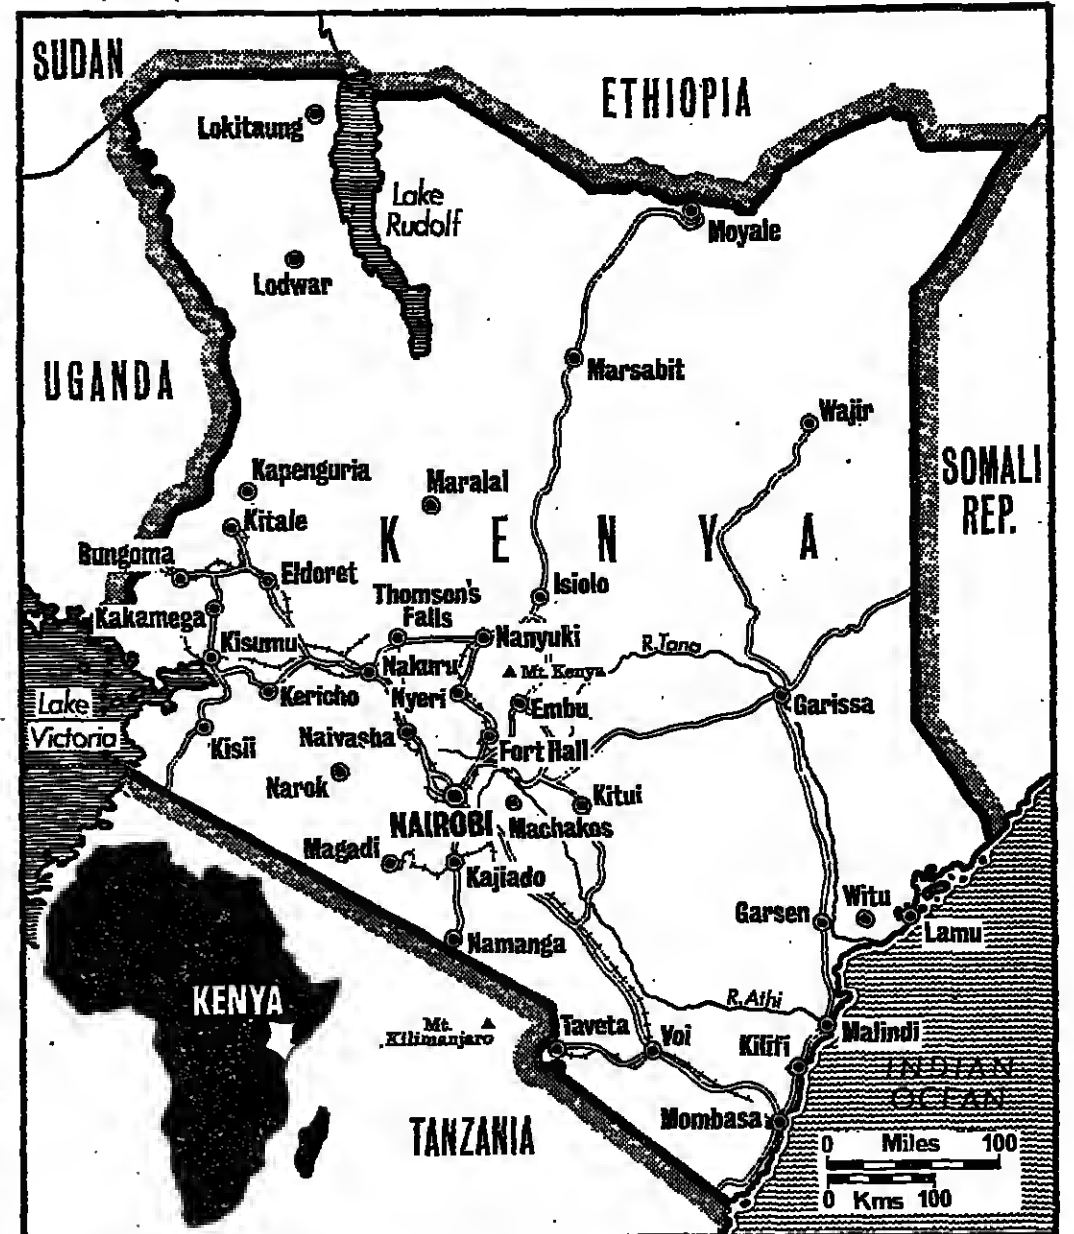 SUDAN
ETHIOPIA
Lokitaung
Lake
Rudolf
Moyale
Lodwar
UGANDA
Marsabit
Wajir
SOMALI
REP.
Kapenguria
Maralal
Kitale
KENYA
Bungoma
Eldoret
Isiolo
Thomson's
Falls
Kakamega
Kisumu
Nanyuki
R. Tana
Nakuru
Mt. Kenya
Kericho
Nyeri
Embu
Garissa
Lake
Victoria
Kisii
Naivasha
Fort Hall
Narok
Kitui
NAIROBI
Machakos
Magadi
Kajiado
Witu
Garsen
Lamu
Namanga
KENYA
R. Athi
Mt.
Kilimanjaro
Taveta
Voi
Kilifi
Malindi
INDIAN
OCEAN
Mombasa
TANZANIA
0 Miles 100
0 Kms 100